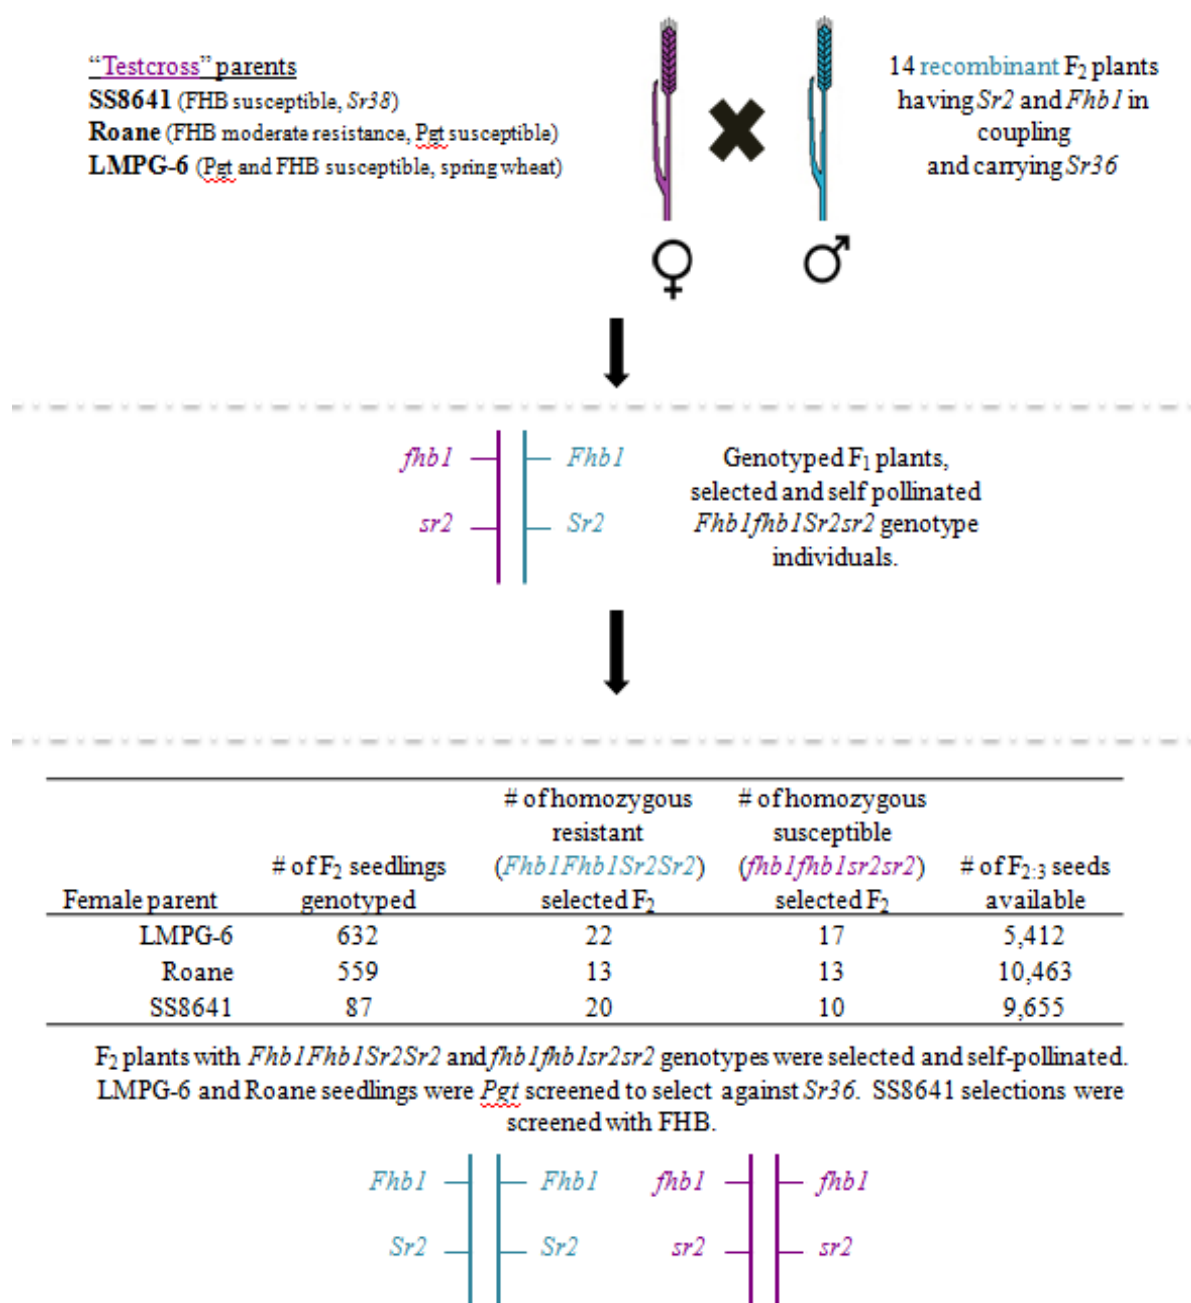 "Testcross" parents
SS8641 (FHB susceptible, Sr38)
Roane (FHB moderate resistance, Pgt susceptible)
LMPG-6 (Pgt and FHB susceptible, spring wheat)
♀
♂
14 recombinant F₂ plants
having Sr2 and Fhb1 in
coupling
and carrying Sr36
fhb1
Fhb1
sr2
Sr2
Genotyped F₁ plants,
selected and self pollinated
Fhb1fhb1Sr2sr2 genotype
individuals.
Female parent
# of F₂ seedlings
genotyped
# of homozygous
resistant
(Fhb1Fhb1Sr2Sr2)
selected F₂
# of homozygous
susceptible
(fhb1fhb1sr2sr2)
selected F₂
# of F₂:₃ seeds
available
LMPG-6 632 22 17 5,412
Roane 559 13 13 10,463
SS8641 87 20 10 9,655
F₂ plants with Fhb1Fhb1Sr2Sr2 and fhb1fhb1sr2sr2 genotypes were selected and self-pollinated.
LMPG-6 and Roane seedlings were Pgt screened to select against Sr36. SS8641 selections were
screened with FHB.
Fhb1 Fhb1 fhb1 fhb1
Sr2 Sr2 sr2 sr2